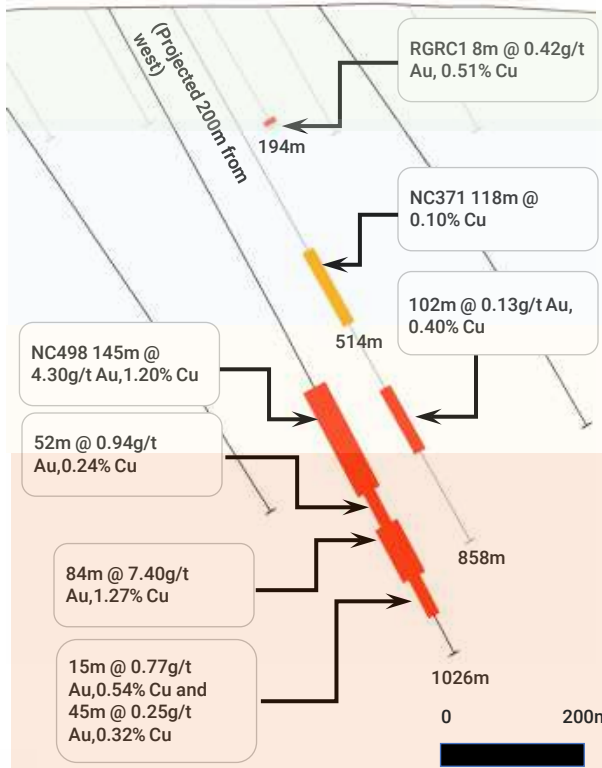 RGRC1 8m @ 0.42g/t
Au, 0.51% Cu
(Projected 200m from
west)
194m
NC371 118m @
0.10% Cu
102m @ 0.13g/t Au,
0.40% Cu
514m
NC498 145m @
4.30g/t Au,1.20% Cu
52m @ 0.94g/t
Au,0.24% Cu
858m
84m @ 7.40g/t
Au,1.27% Cu
15m @ 0.77g/t
Au,0.54% Cu and
45m @ 0.25g/t
Au,0.32% Cu
1026m
0 200m